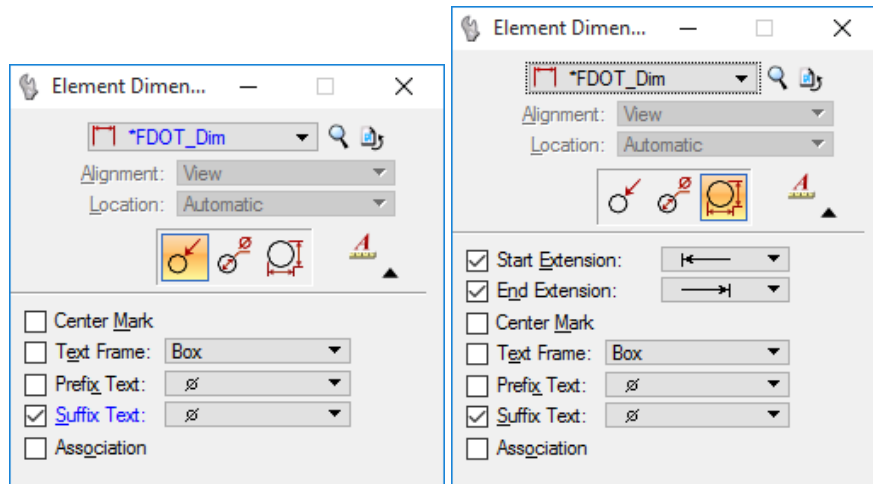 Element Dimen...
*FDOT_Dim
Alignment: View
Location: Automatic
A
Center Mark
Text Frame: Box
Prefix Text: ⌀
Suffix Text: ⌀
Association
Element Dimen...
*FDOT_Dim
Alignment: View
Location: Automatic
A
Start Extension:
End Extension:
Center Mark
Text Frame: Box
Prefix Text: ⌀
Suffix Text: ⌀
Association